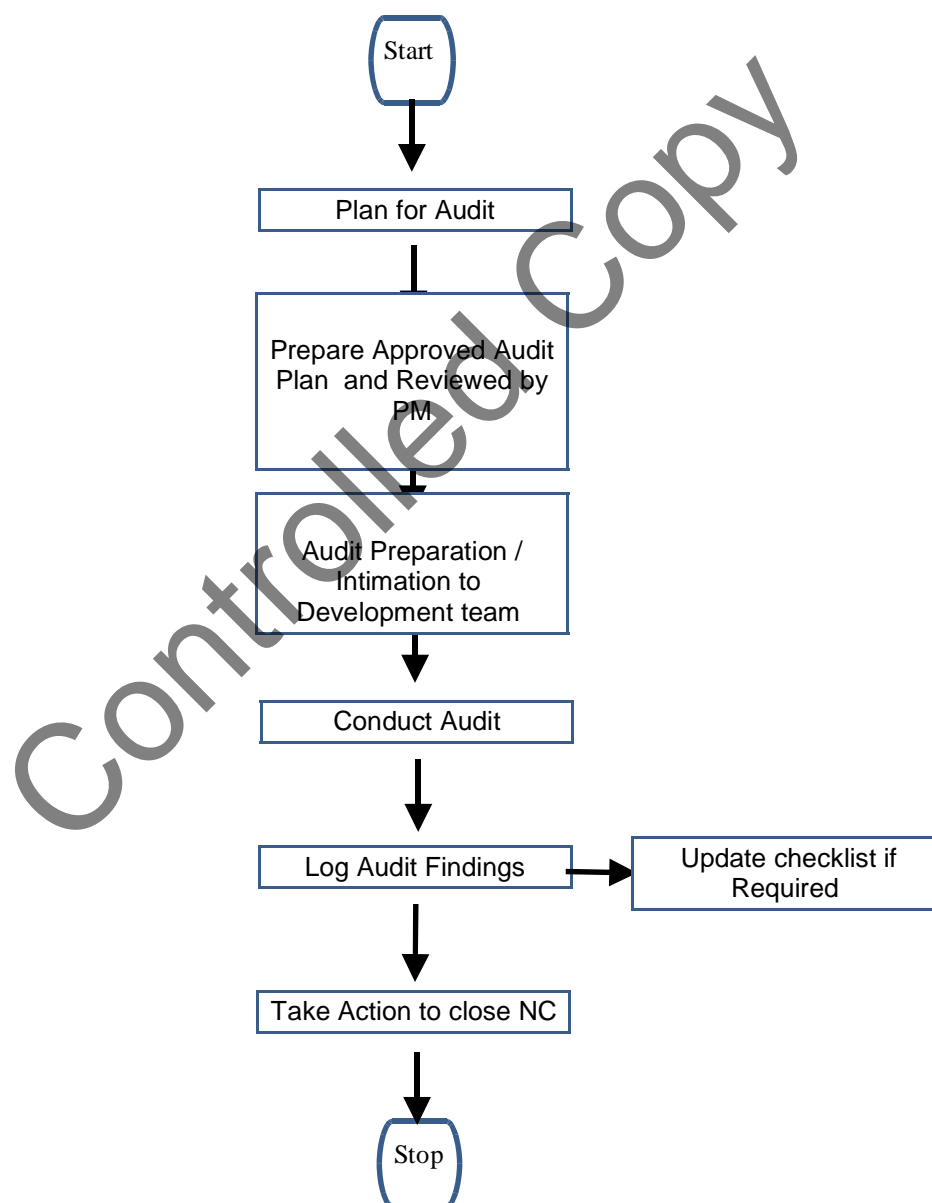 Start
Plan for Audit
Prepare Approved Audit
Plan and Reviewed by
PM
Audit Preparation /
Intimation to
Development team
Conduct Audit
Log Audit Findings
Update checklist if
Required
Take Action to close NC
Stop
Controlled Copy